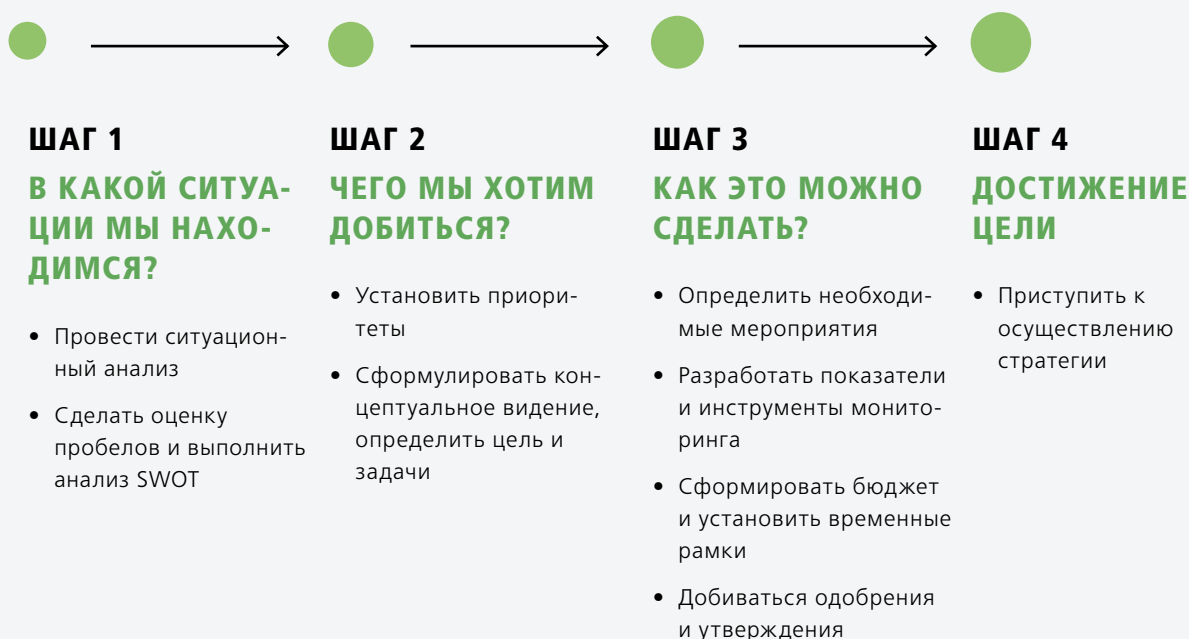 ШАГ 1
В КАКОЙ СИТУА-
ЦИИ МЫ НАХО-
ДИМСЯ?
• Провести ситуацион-
ный анализ
• Сделать оценку
пробелов и выполнить
анализ SWOT
ШАГ 2
ЧЕГО МЫ ХОТИМ
ДОБИТЬСЯ?
• Установить приори-
теты
• Сформулировать кон-
цептуальное видение,
определить цель и
задачи
ШАГ 3
КАК ЭТО МОЖНО
СДЕЛАТЬ?
• Определить необходи-
мые мероприятия
• Разработать показатели
и инструменты монито-
ринга
• Сформировать бюджет
и установить временные
рамки
• Добиваться одобрения
и утверждения
ШАГ 4
ДОСТИЖЕНИЕ
ЦЕЛИ
• Приступить к
осуществлению
стратегии